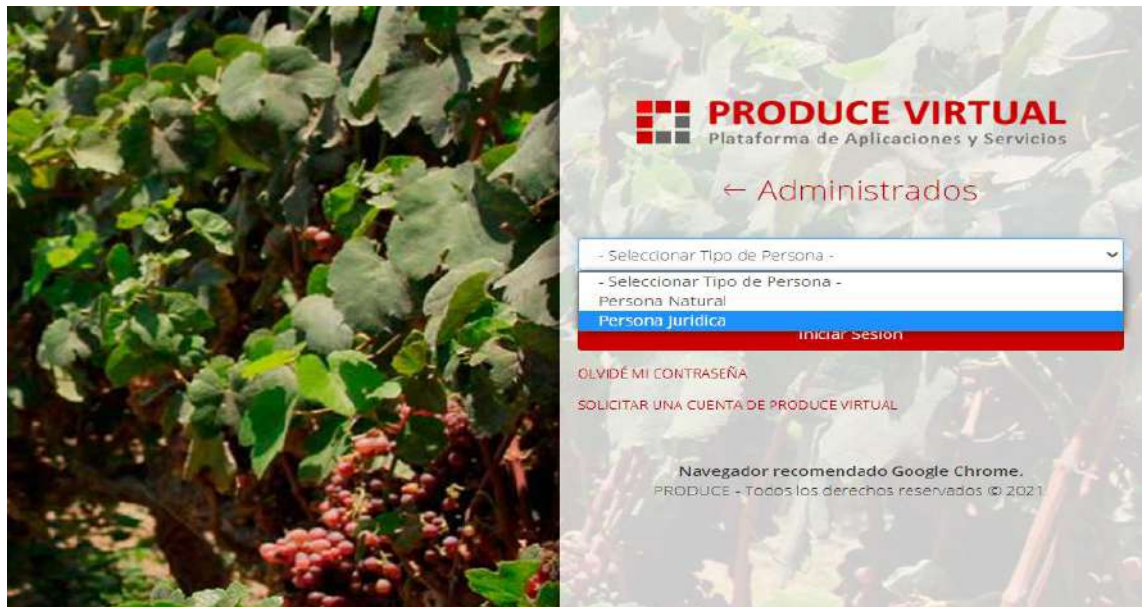 PRODUCE VIRTUAL
Plataforma de Aplicaciones y Servicios
← Administrados
- Seleccionar Tipo de Persona -
- Seleccionar Tipo de Persona -
Persona Natural
Persona Jurídica
Iniciar Sesión
OLVIDÉ MI CONTRASEÑA
SOLICITAR UNA CUENTA DE PRODUCE VIRTUAL
Navegador recomendado Google Chrome.
PRODUCE - Todos los derechos reservados © 2021